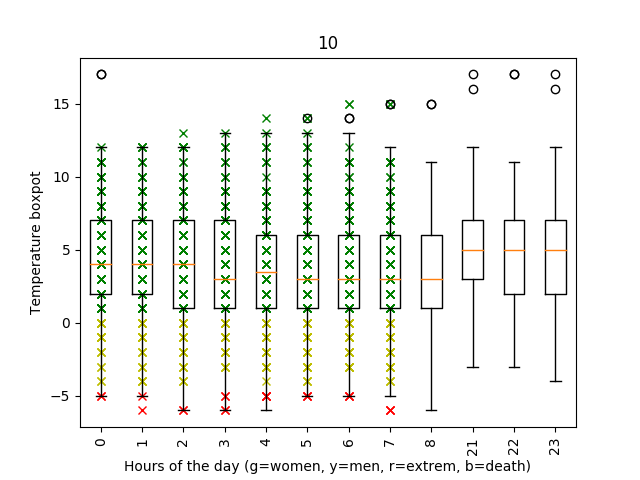 10
Temperature boxpot
15
10
5
0
−5
0 1 2 3 4 5 6 7 8 21 22 23
Hours of the day (g=women, y=men, r=extrem, b=death)